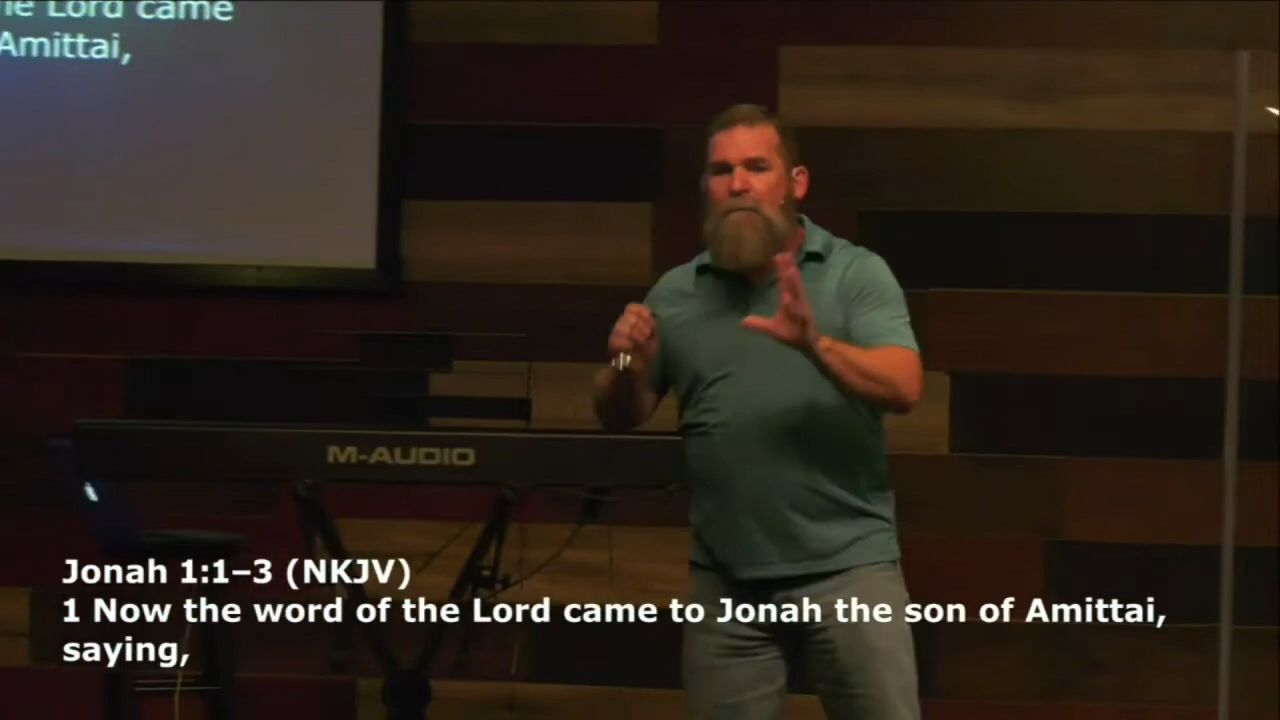 he Lord came
Amittai,
M-AUDIO
Jonah 1:1–3 (NKJV)
1 Now the word of the Lord came to Jonah the son of Amittai,
saying,